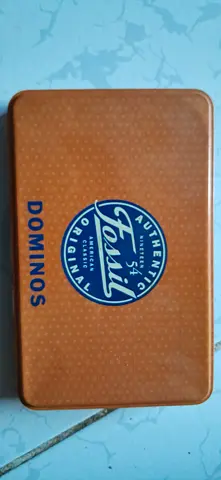 AUTHENTIC
NINETEEN
54
Fossil
AMERICAN
CLASSIC
ORIGINAL
DOMINOS